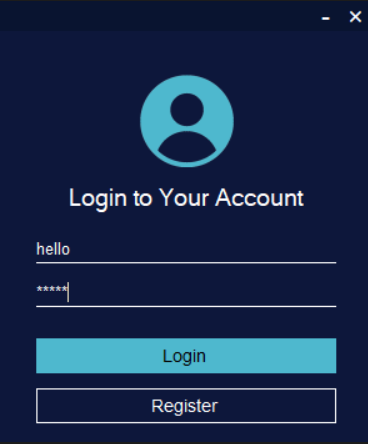 Login to Your Account
hello
*****
Login
Register